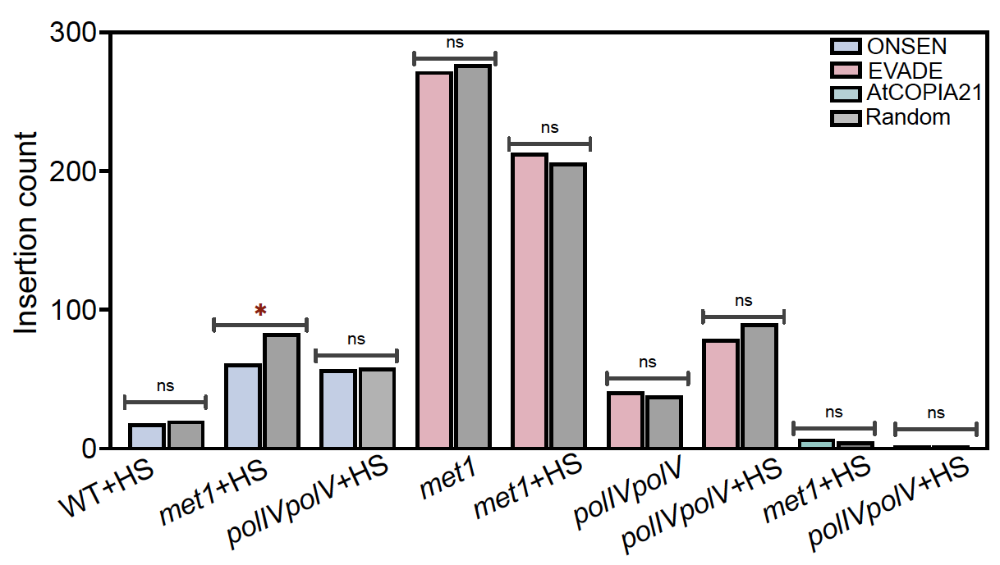 300
200
100
0
Insertion count
ONSEN
EVADE
AtCOPIA21
Random
ns
*
ns
ns
ns
ns
ns
ns
ns
WT+HS
met1+HS
polIVpolV+HS
met1
met1+HS
polIVpolV
polIVpolV+HS
met1+HS
polIVpolV+HS